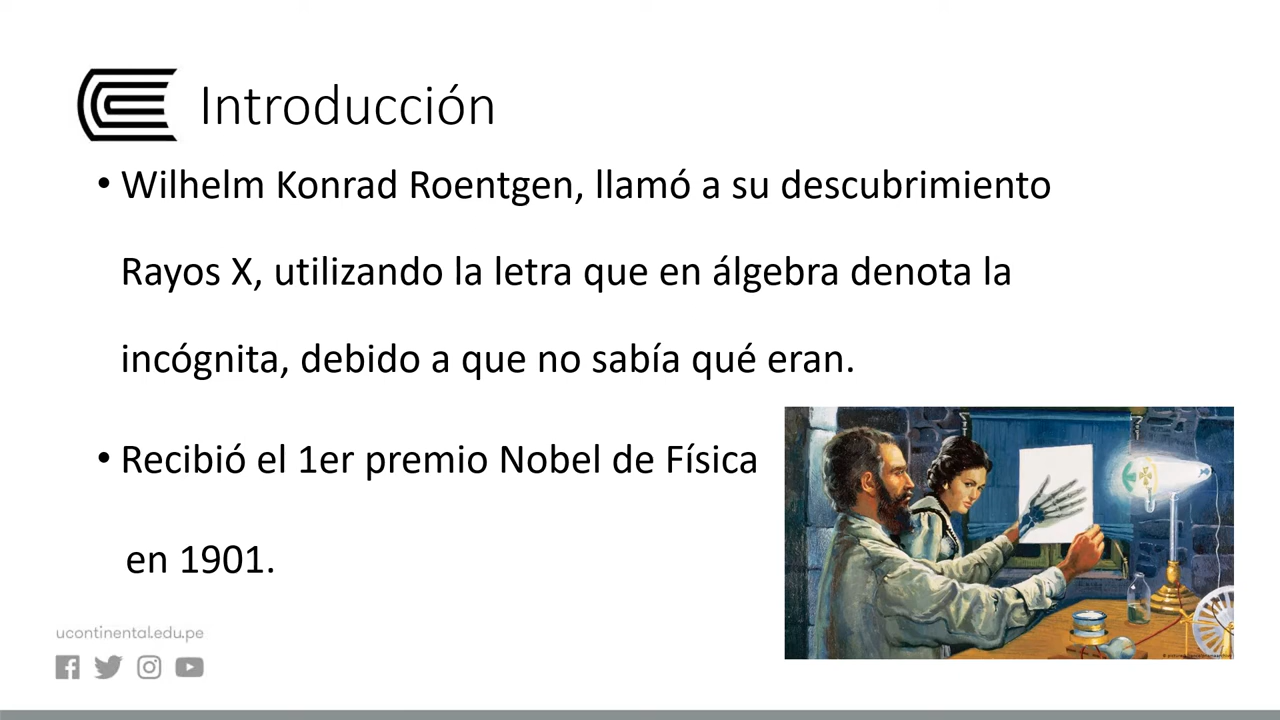 Introducción
• Wilhelm Konrad Roentgen, llamó a su descubrimiento
Rayos X, utilizando la letra que en álgebra denota la
incógnita, debido a que no sabía qué eran.
• Recibió el 1er premio Nobel de Física
en 1901.
ucontinental.edu.pe